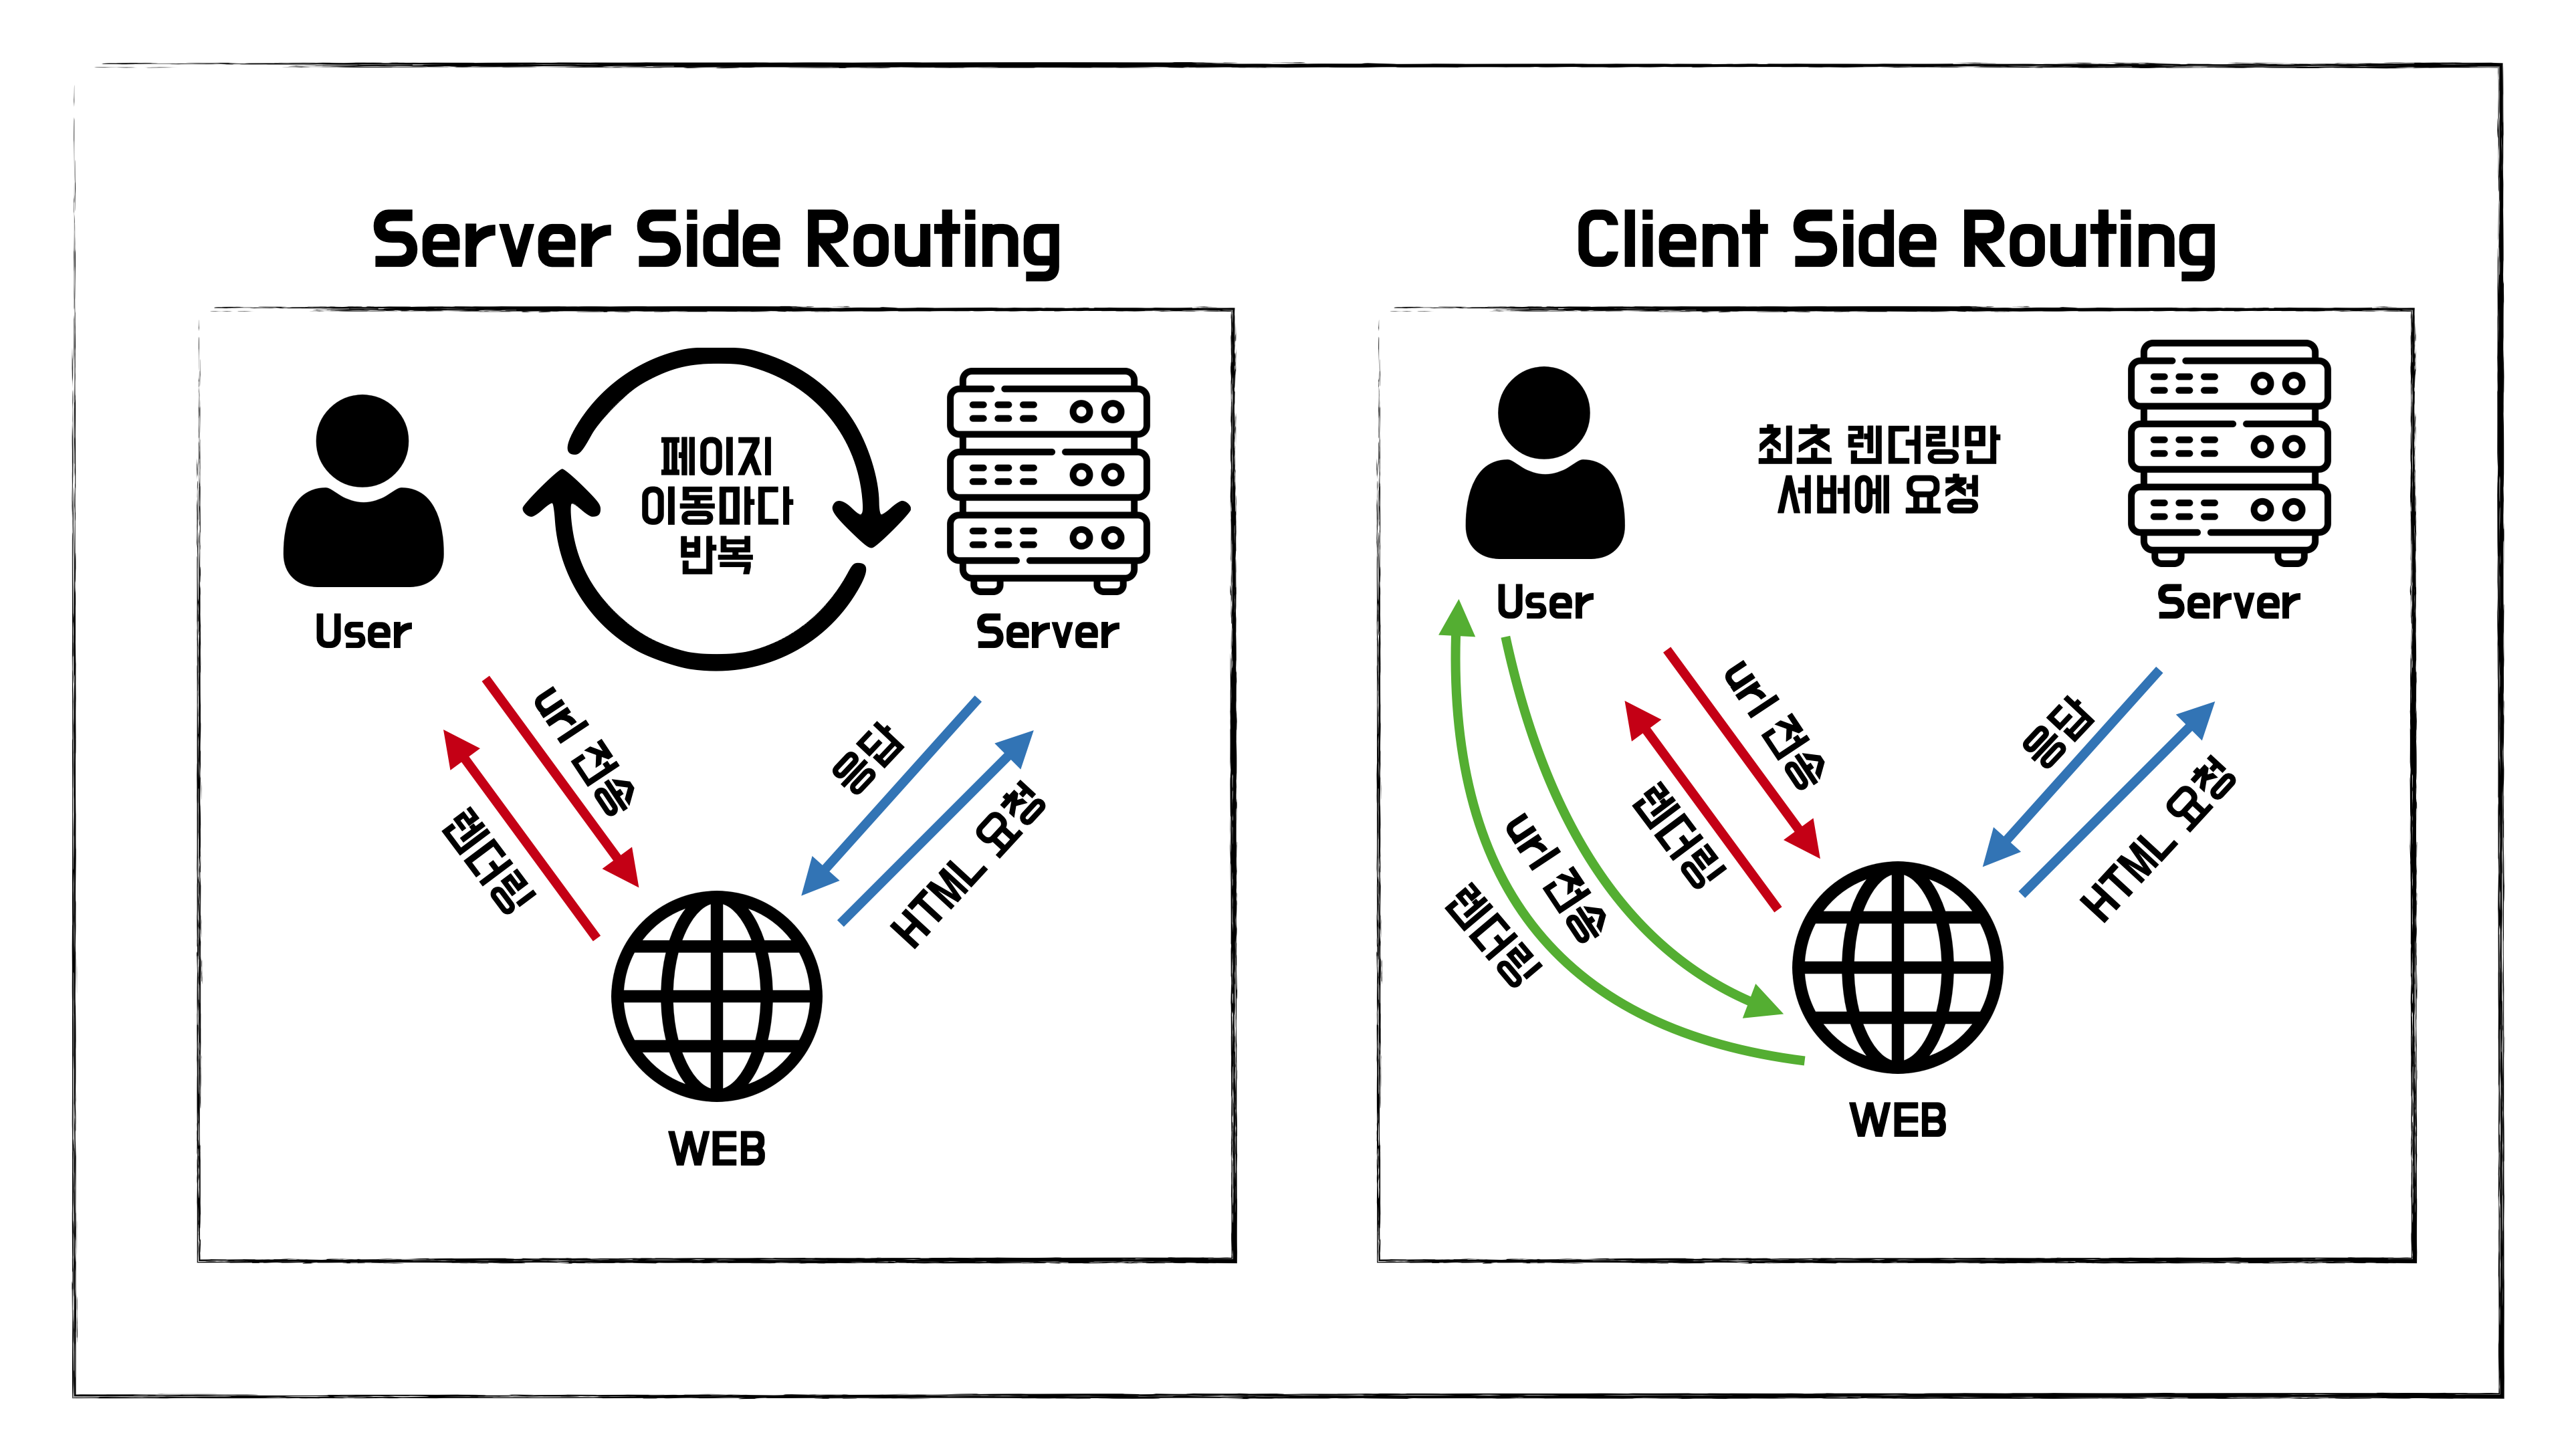 Server Side Routing
페이지
이동마다
반복
User
Server
url 전송
렌더링
응답
HTML 요청
WEB
Client Side Routing
최초 렌더링만
서버에 요청
User
Server
url 전송
렌더링
응답
HTML 요청
url 전송
렌더링
WEB